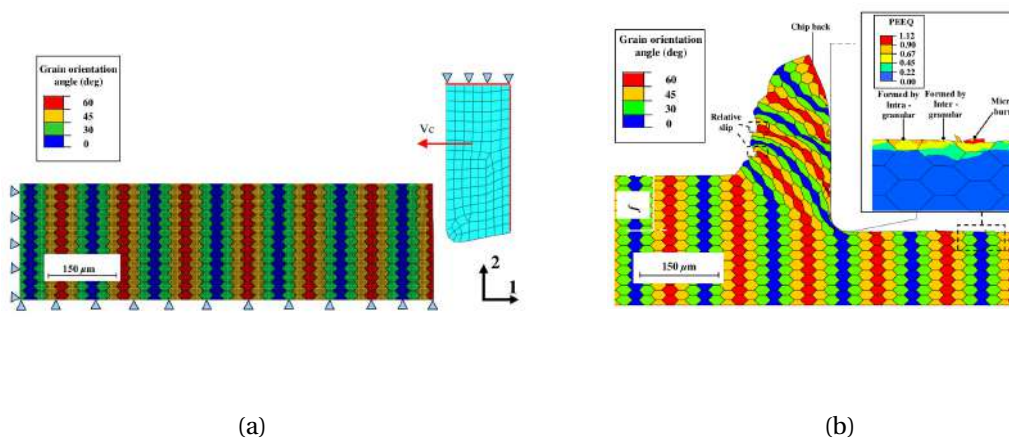 Grain orientation
angle (deg)
60
45
30
0
Vc
150 μm
2
1
(a)
Grain orientation
angle (deg)
60
45
30
0
Chip back
Relative
slip
f
150 μm
PEEQ
1.12
0.90
0.67
0.45
0.22
0.00
Formed by
Intra -
granular
Formed by
Inter -
granular
Micr
burr
(b)